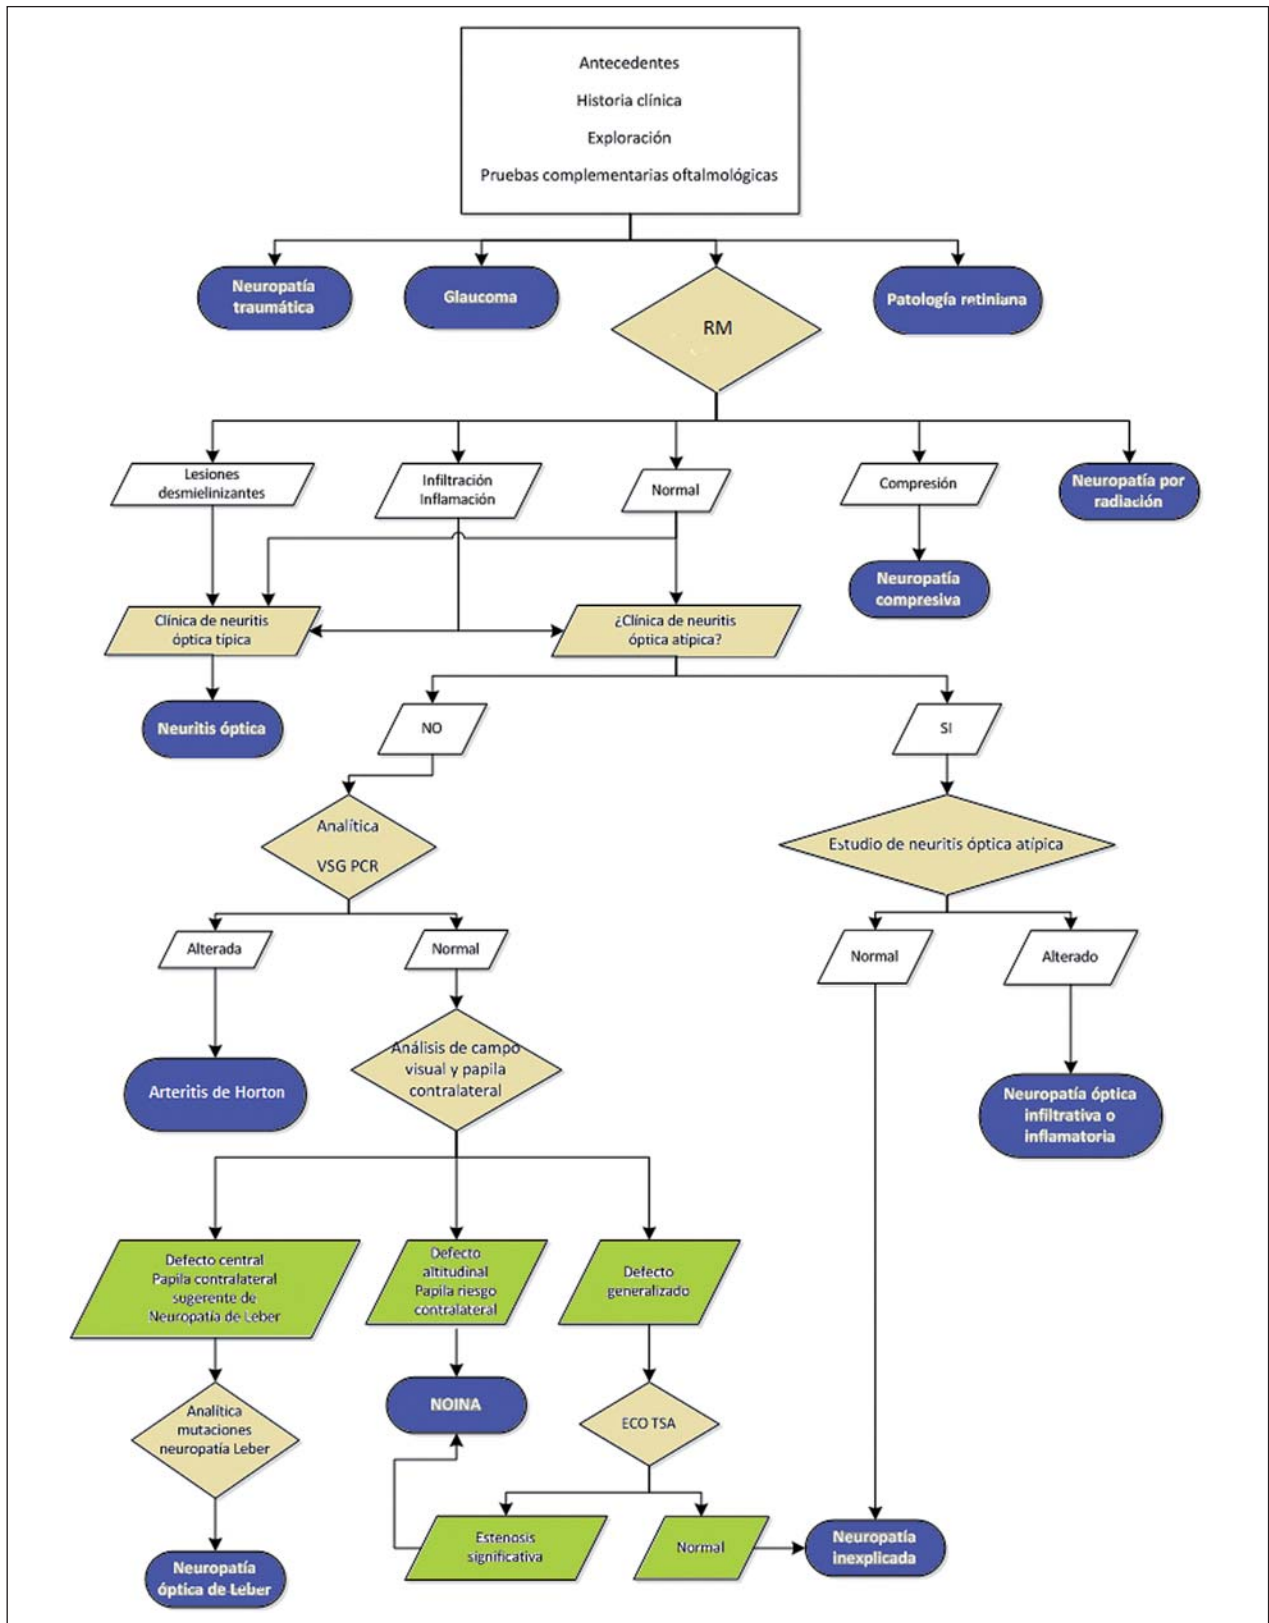 Antecedentes
Historia clínica
Exploración
Pruebas complementarias oftalmológicas
Neuropatía
traumática
Glaucoma
RM
Patología retiniana
Lesiones
desmielinizantes
Infiltración
Inflamación
Normal
Compresión
Neuropatía por
radiación
Neuropatía
compresiva
Clínica de neuritis
óptica típica
¿Clínica de neuritis
óptica atípica?
Neuritis óptica
NO
SI
Analítica
VSG PCR
Estudio de neuritis óptica atípica
Alterada
Normal
Normal
Alterado
Análisis de campo
visual y papila
contralateral
Arteritis de Horton
Neuropatía óptica
infiltrativa o
inflamatoria
Defecto central
Papila contralateral
sugerente de
Neuropatía de Leber
Defecto
altitudinal
Papila riesgo
contralateral
Defecto
generalizado
Analítica
mutaciones
neuropatía Leber
NOINA
ECO TSA
Estenosis
significativa
Normal
Neuropatía
inexplicada
Neuropatía
óptica de Leber